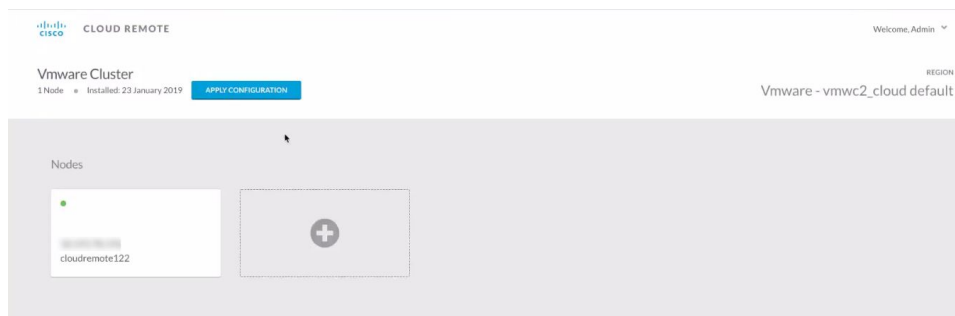 CISCO CLOUD REMOTE
Welcome, Admin
Vmware Cluster
1 Node Installed: 23 January 2019 APPLY CONFIGURATION
REGION
Vmware - vmwc2_cloud default
Nodes
cloudremote122